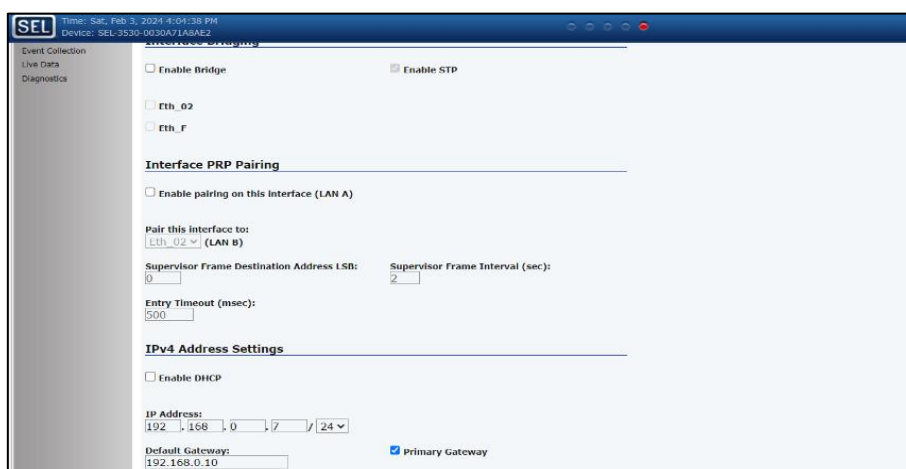 SEL Time: Sat, Feb 3, 2024 4:04:38 PM
Device: SEL-3530-0030A71A8AE2
Event Collection
Live Data
Diagnostics
Interface Bridging
Enable Bridge Enable STP
Eth_02
Eth_F
Interface PRP Pairing
Enable pairing on this interface (LAN A)
Pair this interface to:
Eth_02 (LAN B)
Supervisor Frame Destination Address LSB: Supervisor Frame Interval (sec):
0 2
Entry Timeout (msec):
500
IPv4 Address Settings
Enable DHCP
IP Address:
192 . 168 . 0 . 7 / 24
Default Gateway: Primary Gateway
192.168.0.10